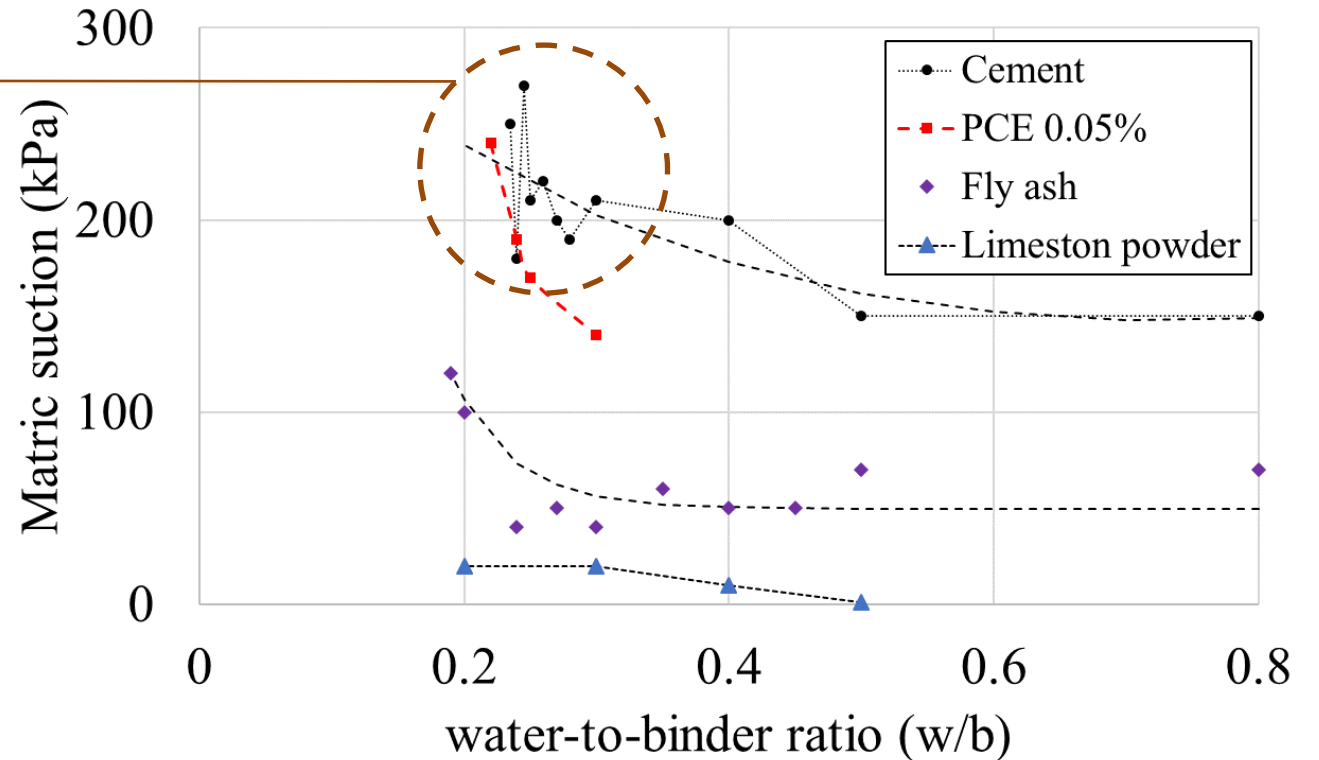 300
200
100
0
Matric suction (kPa)
Cement
PCE 0.05%
Fly ash
Limeston powder
0 0.2 0.4 0.6 0.8
water-to-binder ratio (w/b)